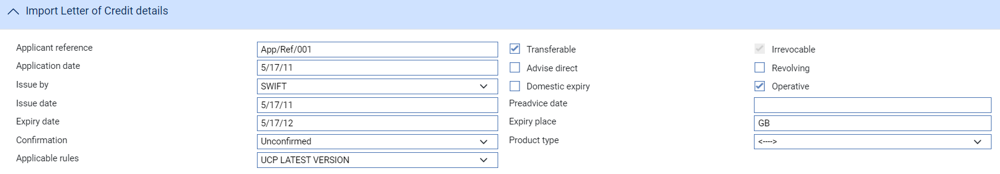 Import Letter of Credit details
Applicant reference App/Ref/001 Transferable Irrevocable
Application date 5/17/11 Advise direct Revolving
Issue by SWIFT Domestic expiry Operative
Issue date 5/17/11 Preadvice date
Expiry date 5/17/12 Expiry place GB
Confirmation Unconfirmed Product type <---->
Applicable rules UCP LATEST VERSION